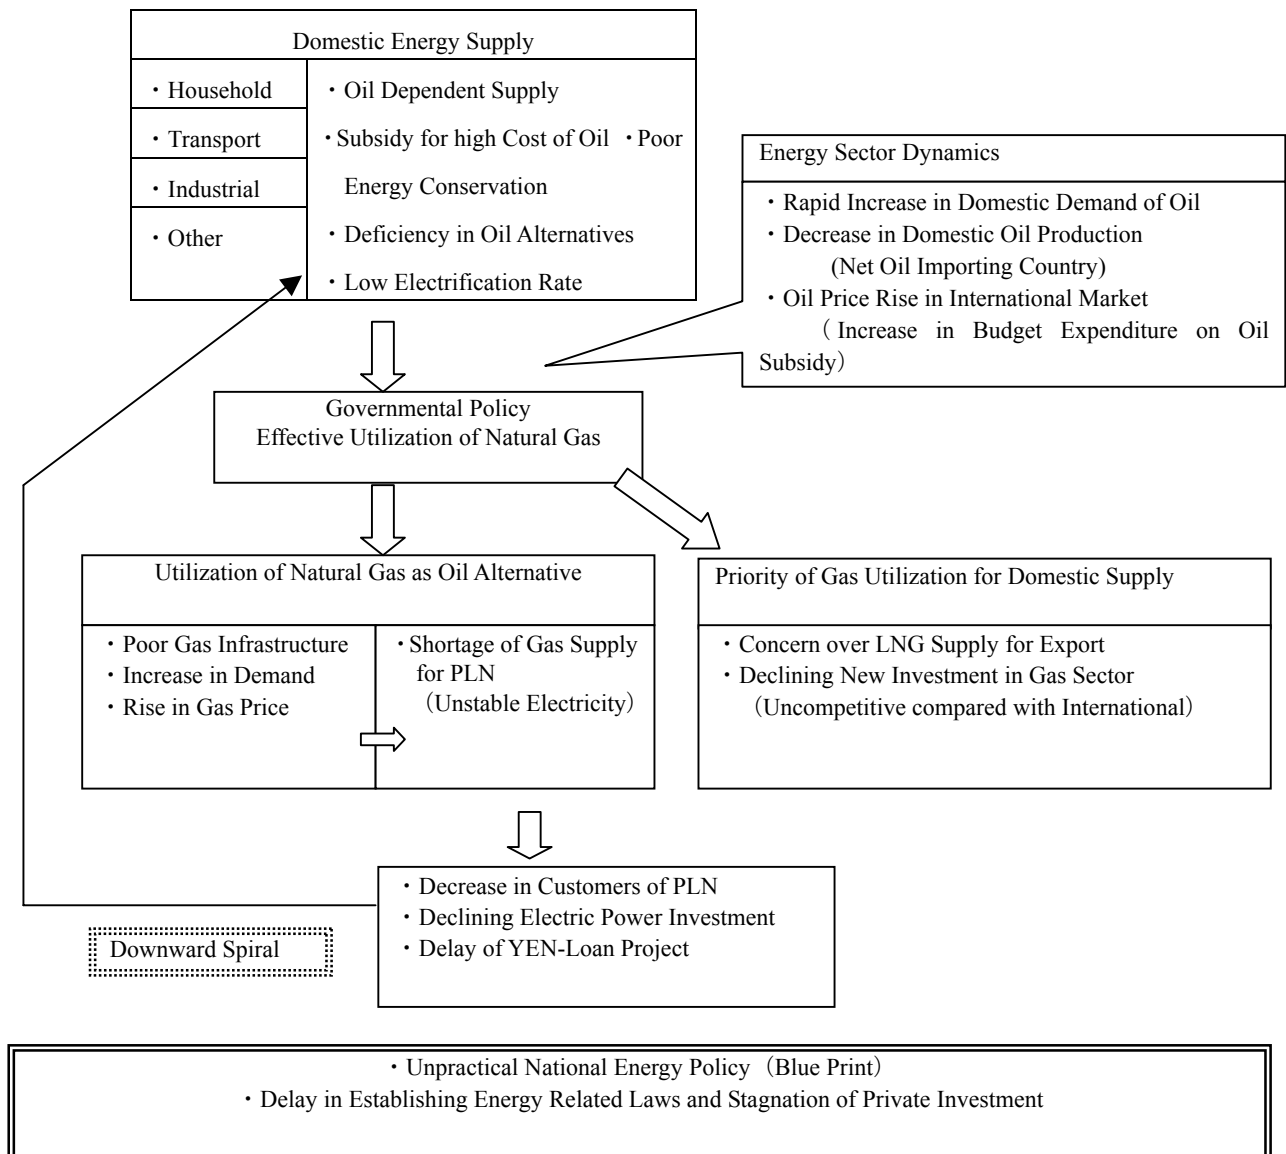 Domestic Energy Supply
・Household
・Transport
・Industrial
・Other
・Oil Dependent Supply
・Subsidy for high Cost of Oil ・Poor
Energy Conservation
・Deficiency in Oil Alternatives
・Low Electrification Rate
Energy Sector Dynamics
・Rapid Increase in Domestic Demand of Oil
・Decrease in Domestic Oil Production
(Net Oil Importing Country)
・Oil Price Rise in International Market
（Increase in Budget Expenditure on Oil
Subsidy）
Governmental Policy
Effective Utilization of Natural Gas
Utilization of Natural Gas as Oil Alternative
・Poor Gas Infrastructure
・Increase in Demand
・Rise in Gas Price
・Shortage of Gas Supply
for PLN
（Unstable Electricity）
Priority of Gas Utilization for Domestic Supply
・Concern over LNG Supply for Export
・Declining New Investment in Gas Sector
（Uncompetitive compared with International）
・Decrease in Customers of PLN
・Declining Electric Power Investment
・Delay of YEN-Loan Project
Downward Spiral
・Unpractical National Energy Policy（Blue Print）
・Delay in Establishing Energy Related Laws and Stagnation of Private Investment